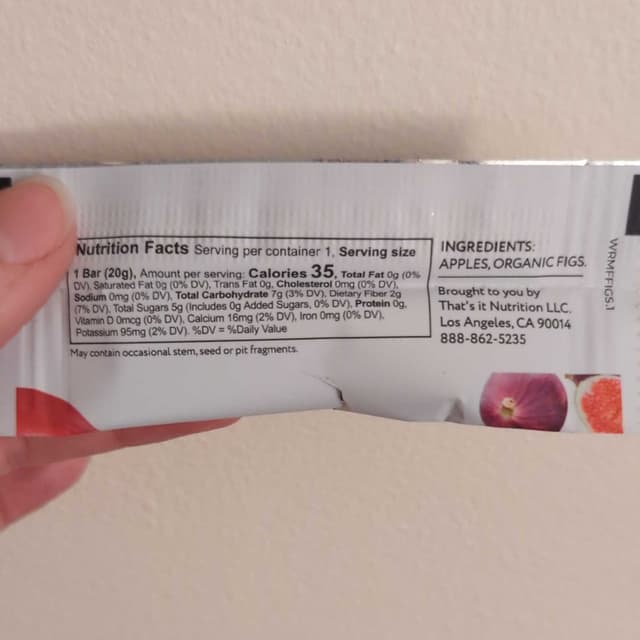 Nutrition Facts Serving per container 1, Serving size
1 Bar (20g), Amount per serving: Calories 35, Total Fat 0g (0%
DV), Saturated Fat 0g (0% DV), Trans Fat 0g, Cholesterol 0mg (0% DV),
Sodium 0mg (0% DV), Total Carbohydrate 7g (3% DV), Dietary Fiber 2g
(7% DV), Total Sugars 5g (Includes 0g Added Sugars, 0% DV), Protein 0g,
Vitamin D 0mcg (0% DV), Calcium 16mg (2% DV), Iron 0mg (0% DV),
Potassium 95mg (2% DV). %DV = %Daily Value
May contain occasional stem, seed or pit fragments.
INGREDIENTS:
APPLES, ORGANIC FIGS.
Brought to you by
That's it Nutrition LLC.
Los Angeles, CA 90014
888-862-5235
WRMFFIGS.1